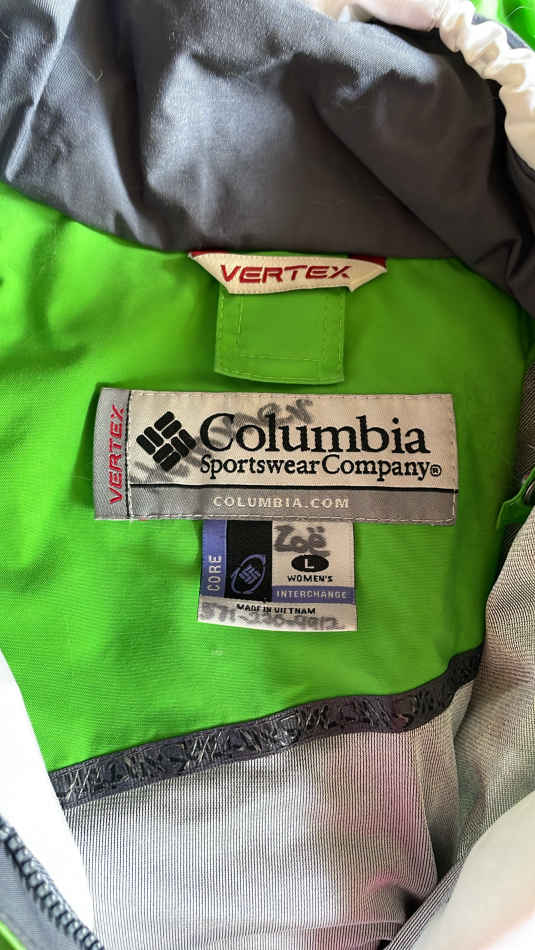 VERTEX
VERTEX
Columbia
Sportswear Company®
COLUMBIA.COM
Zoë
CORE
L
WOMEN'S
INTERCHANGE
MADE IN VIETNAM